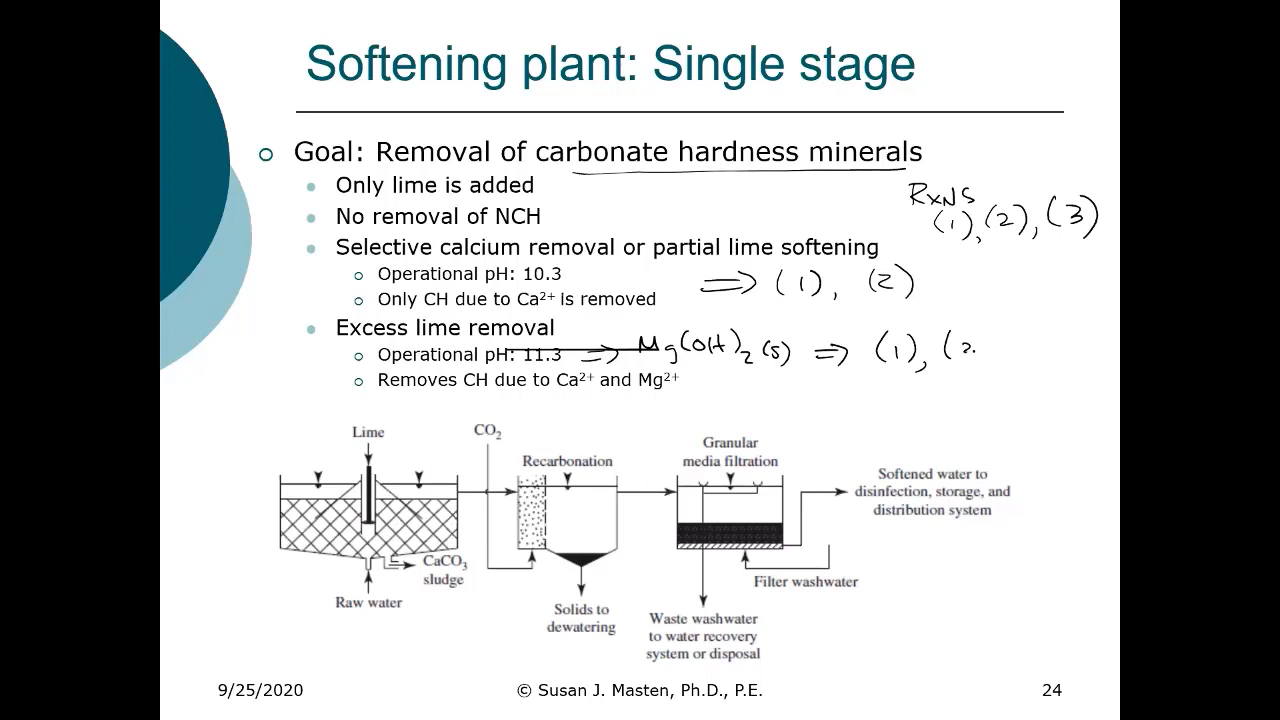 Softening plant: Single stage
Goal: Removal of carbonate hardness minerals
Only lime is added
RXNS
(1), (2), (3)
No removal of NCH
Selective calcium removal or partial lime softening
Operational pH: 10.3
⇒ (1), (2)
Only CH due to Ca²⁺ is removed
Excess lime removal
Operational pH: 11.3 ⇒ Mg(OH)₂(s) ⇒ (1), (2
Removes CH due to Ca²⁺ and Mg²⁺
Lime
CO₂
Recarbonation
Granular
media filtration
Softened water to
disinfection, storage, and
distribution system
CaCO₃
sludge
Raw water
Solids to
dewatering
Filter washwater
Waste washwater
to water recovery
system or disposal
9/25/2020
© Susan J. Masten, Ph.D., P.E.
24